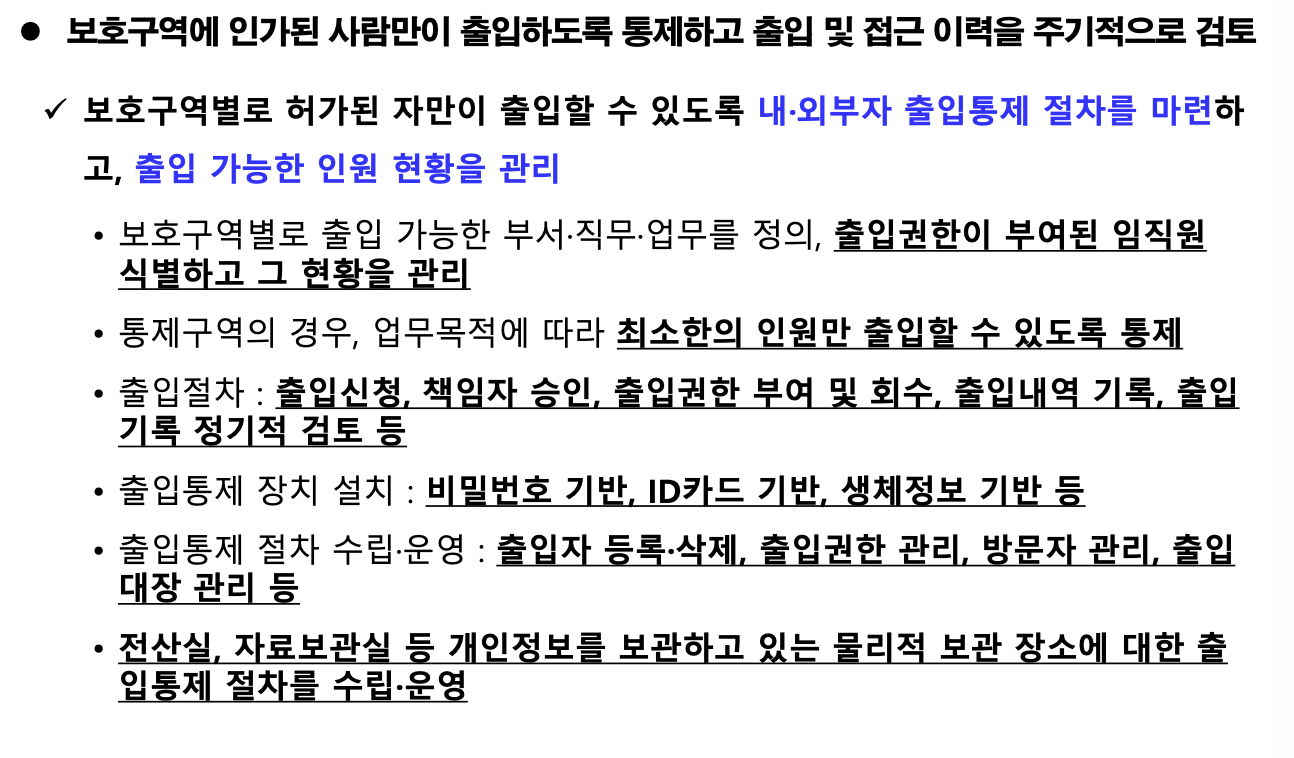 ● 보호구역에 인가된 사람만이 출입하도록 통제하고 출입 및 접근 이력을 주기적으로 검토
✓ 보호구역별로 허가된 자만이 출입할 수 있도록 내·외부자 출입통제 절차를 마련하
고, 출입 가능한 인원 현황을 관리
• 보호구역별로 출입 가능한 부서·직무·업무를 정의, 출입권한이 부여된 임직원
식별하고 그 현황을 관리
• 통제구역의 경우, 업무목적에 따라 최소한의 인원만 출입할 수 있도록 통제
• 출입절차 : 출입신청, 책임자 승인, 출입권한 부여 및 회수, 출입내역 기록, 출입
기록 정기적 검토 등
• 출입통제 장치 설치 : 비밀번호 기반, ID카드 기반, 생체정보 기반 등
• 출입통제 절차 수립·운영 : 출입자 등록·삭제, 출입권한 관리, 방문자 관리, 출입
대장 관리 등
• 전산실, 자료보관실 등 개인정보를 보관하고 있는 물리적 보관 장소에 대한 출
입통제 절차를 수립·운영